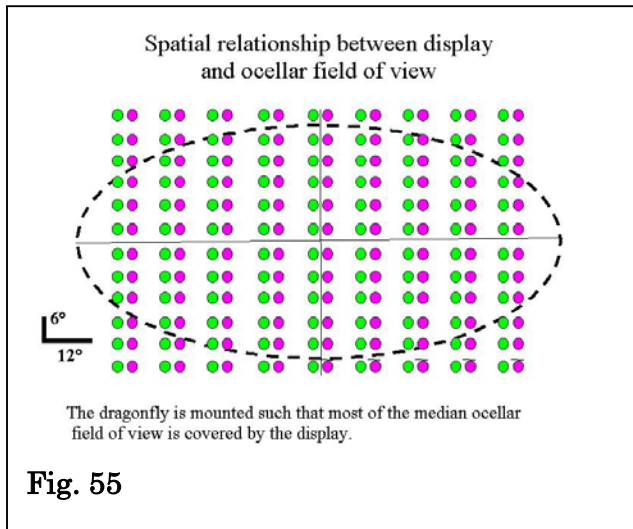 Spatial relationship between display
and ocellar field of view
6°
12°
The dragonfly is mounted such that most of the median ocellar
field of view is covered by the display.
Fig. 55